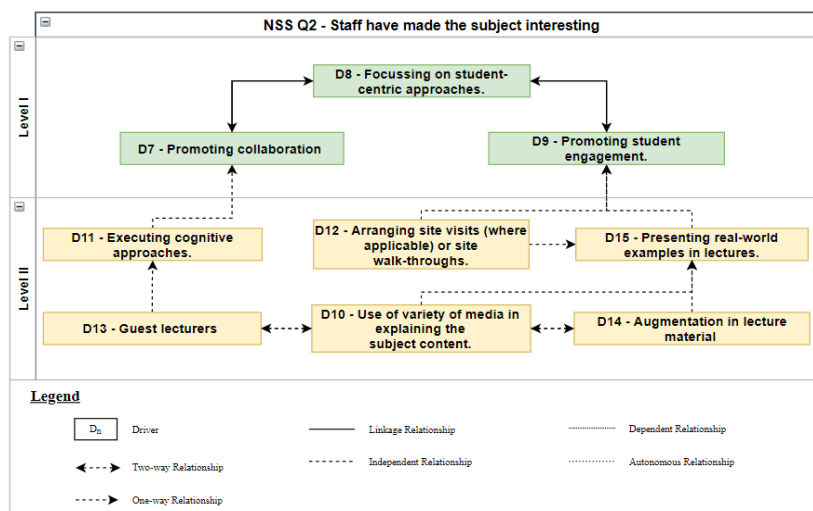 NSS Q2 - Staff have made the subject interesting
Level I
D8 - Focussing on student-
centric approaches.
D7 - Promoting collaboration
D9 - Promoting student
engagement.
Level II
D11 - Executing cognitive
approaches.
D12 - Arranging site visits (where
applicable) or site
walk-throughs.
D15 - Presenting real-world
examples in lectures.
D13 - Guest lecturers
D10 - Use of variety of media in
explaining the
subject content.
D14 - Augmentation in lecture
material
Legend
Dn Driver
Linkage Relationship
Dependent Relationship
Two-way Relationship
Independent Relationship
Autonomous Relationship
One-way Relationship